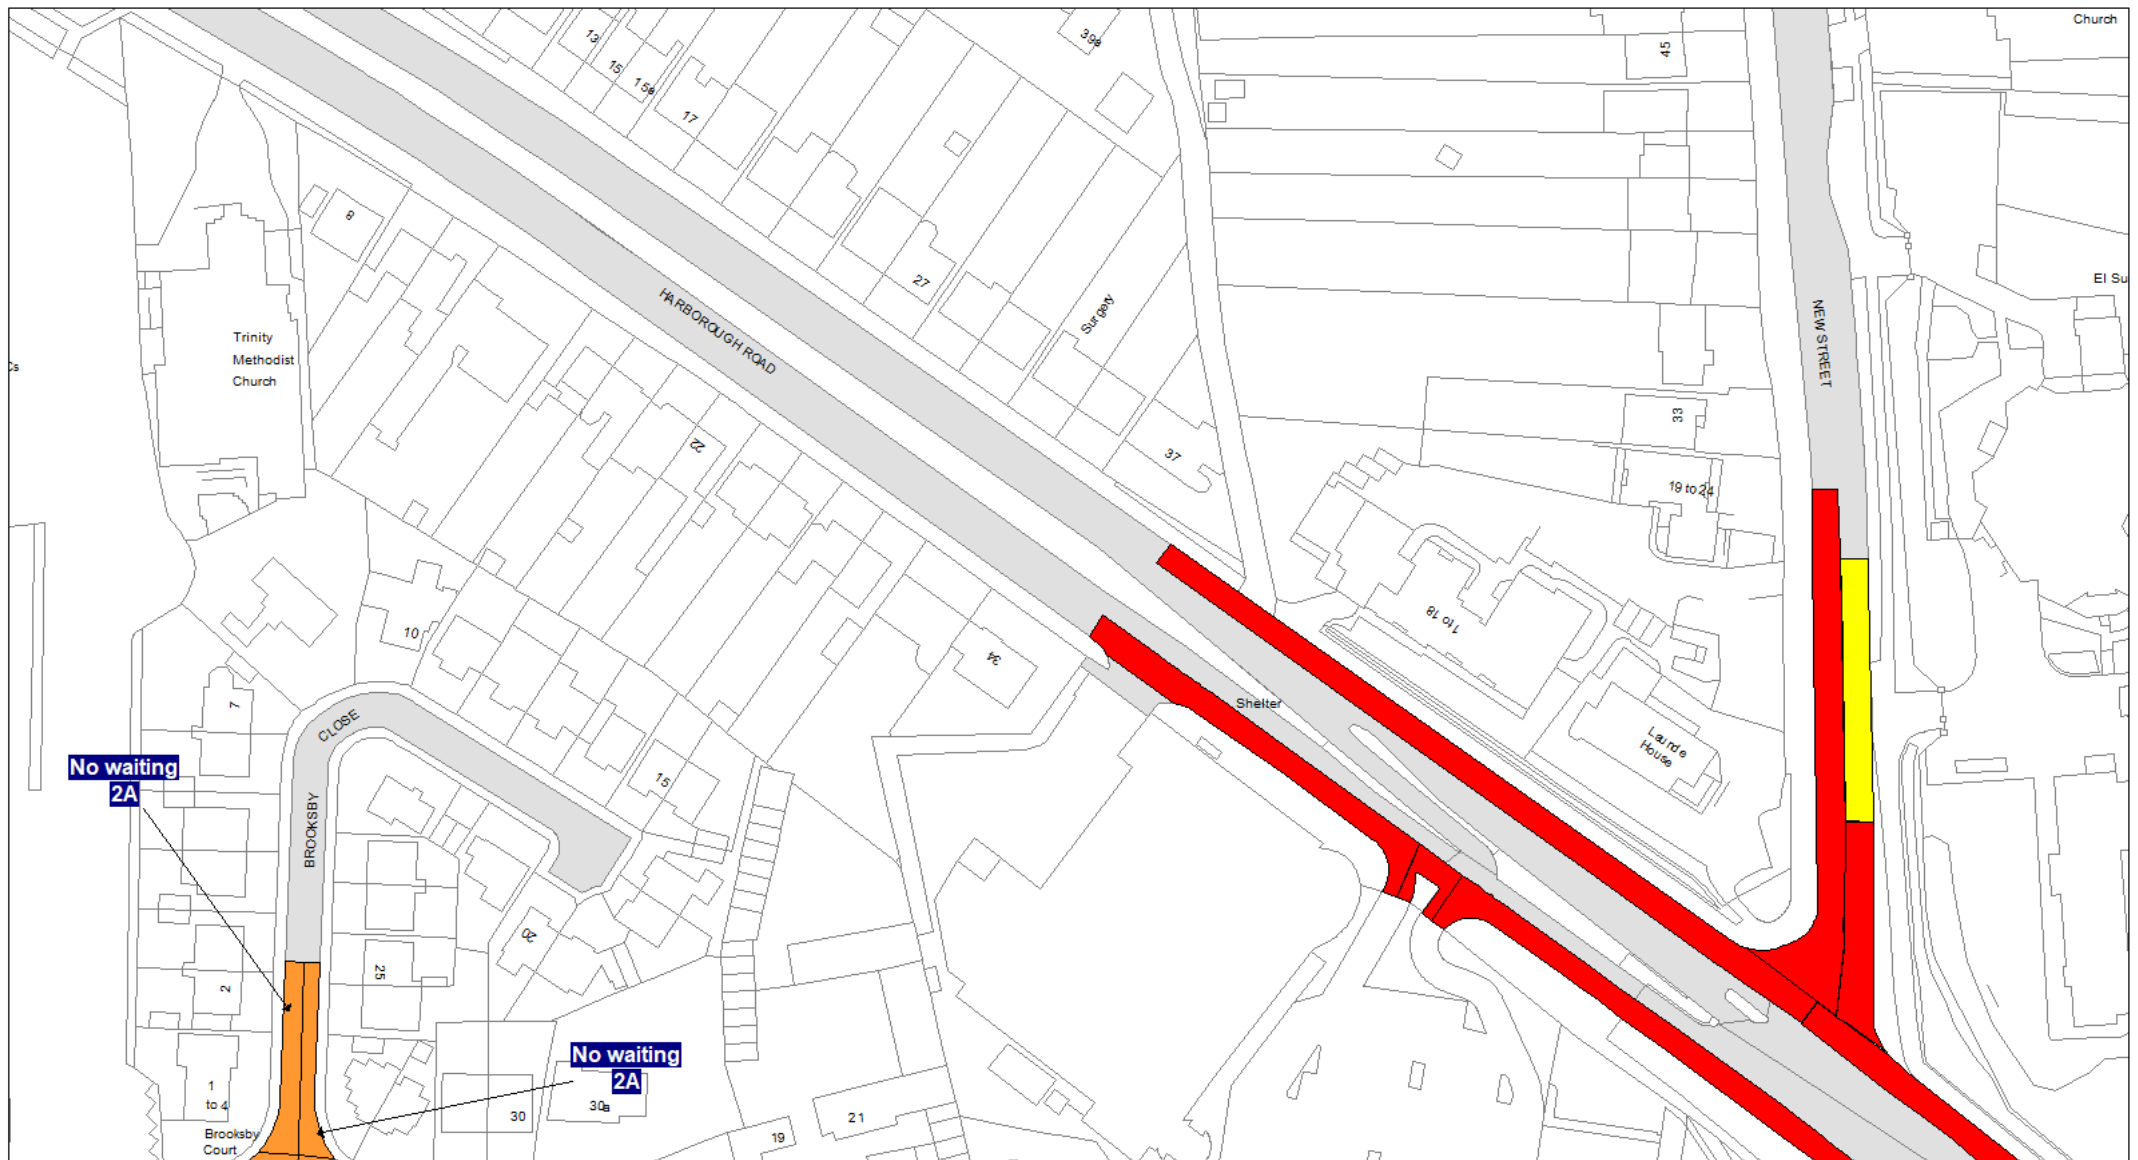 Church
13
15
15a
17
39a
45
8
27
Surgery
El Su
HARBOROUGH ROAD
NEW STREET
Trinity
Methodist
Church
22
37
33
19 to 24
10
34
1 to 18
Shelter
Launde
House
7
CLOSE
15
No waiting
2A
BROOKSBY
20
25
2
No waiting
2A
1
to 4
30
30a
21
19
Brooksby
Court